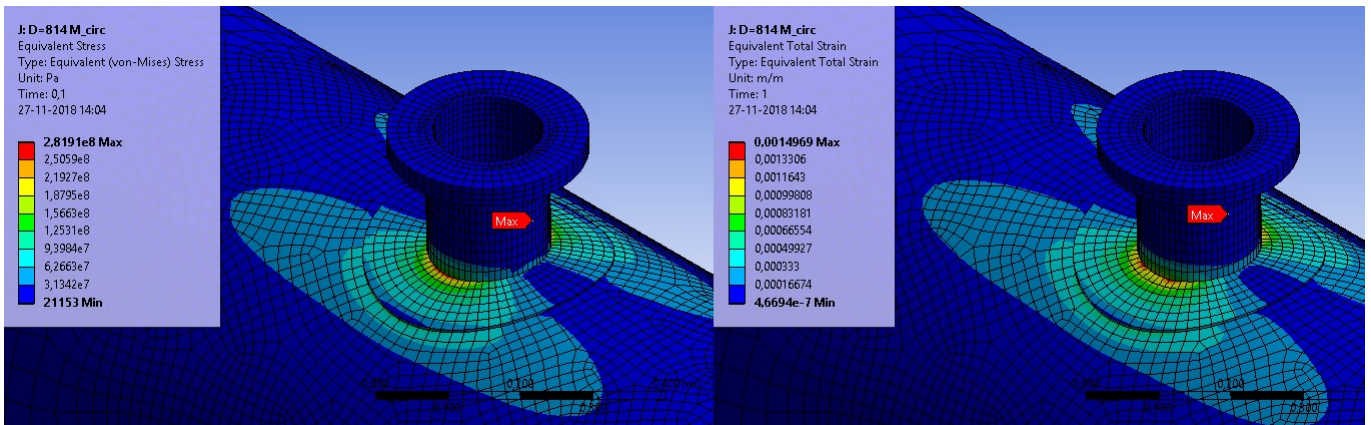 J: D=814 M_circ
Equivalent Stress
Type: Equivalent (von-Mises) Stress
Unit: Pa
Time: 0,1
27-11-2018 14:04
2,8191e8 Max
2,5059e8
2,1927e8
1,8795e8
1,5663e8
1,2531e8
9,3984e7
6,2663e7
3,1342e7
21153 Min
Max
J: D=814 M_circ
Equivalent Total Strain
Type: Equivalent Total Strain
Unit: m/m
Time: 1
27-11-2018 14:04
0,0014969 Max
0,0013306
0,0011643
0,00099808
0,00083181
0,00066554
0,00049927
0,000333
0,00016674
4,6694e-7 Min
Max